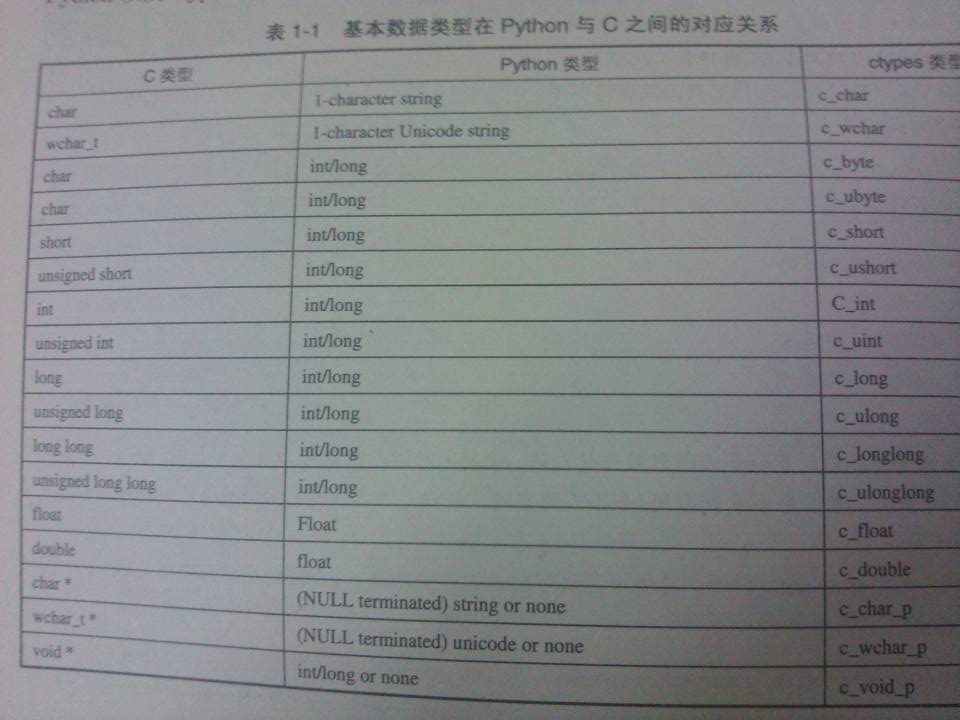 表 1-1 基本数据类型在 Python 与 C 之间的对应关系
C 类型 Python 类型 ctypes 类型
char 1-character string c_char
wchar_t 1-character Unicode string c_wchar
char int/long c_byte
char int/long c_ubyte
short int/long c_short
unsigned short int/long c_ushort
int int/long C_int
unsigned int int/long c_uint
long int/long c_long
unsigned long int/long c_ulong
long long int/long c_longlong
unsigned long long int/long c_ulonglong
float Float c_float
double float c_double
char * (NULL terminated) string or none c_char_p
wchar_t * (NULL terminated) unicode or none c_wchar_p
void * int/long or none c_void_p